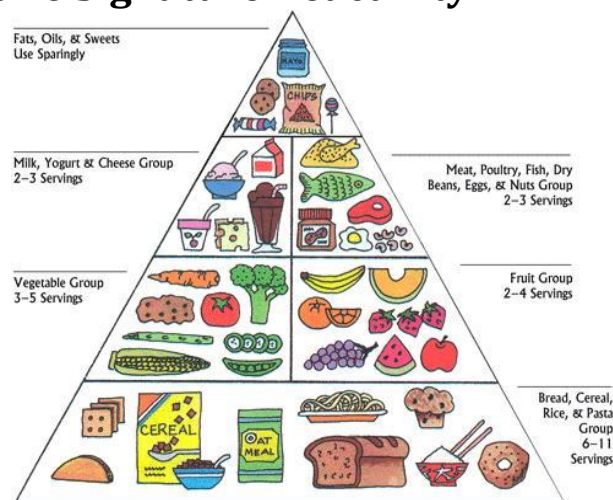 Fats, Oils, & Sweets
Use Sparingly
MAYO
CHIPS
Milk, Yogurt & Cheese Group
2–3 Servings
Meat, Poultry, Fish, Dry
Beans, Eggs, & Nuts Group
2–3 Servings
Vegetable Group
3–5 Servings
Fruit Group
2–4 Servings
Bread, Cereal,
Rice, & Pasta
Group
6–11
Servings
CEREAL
OAT
MEAL